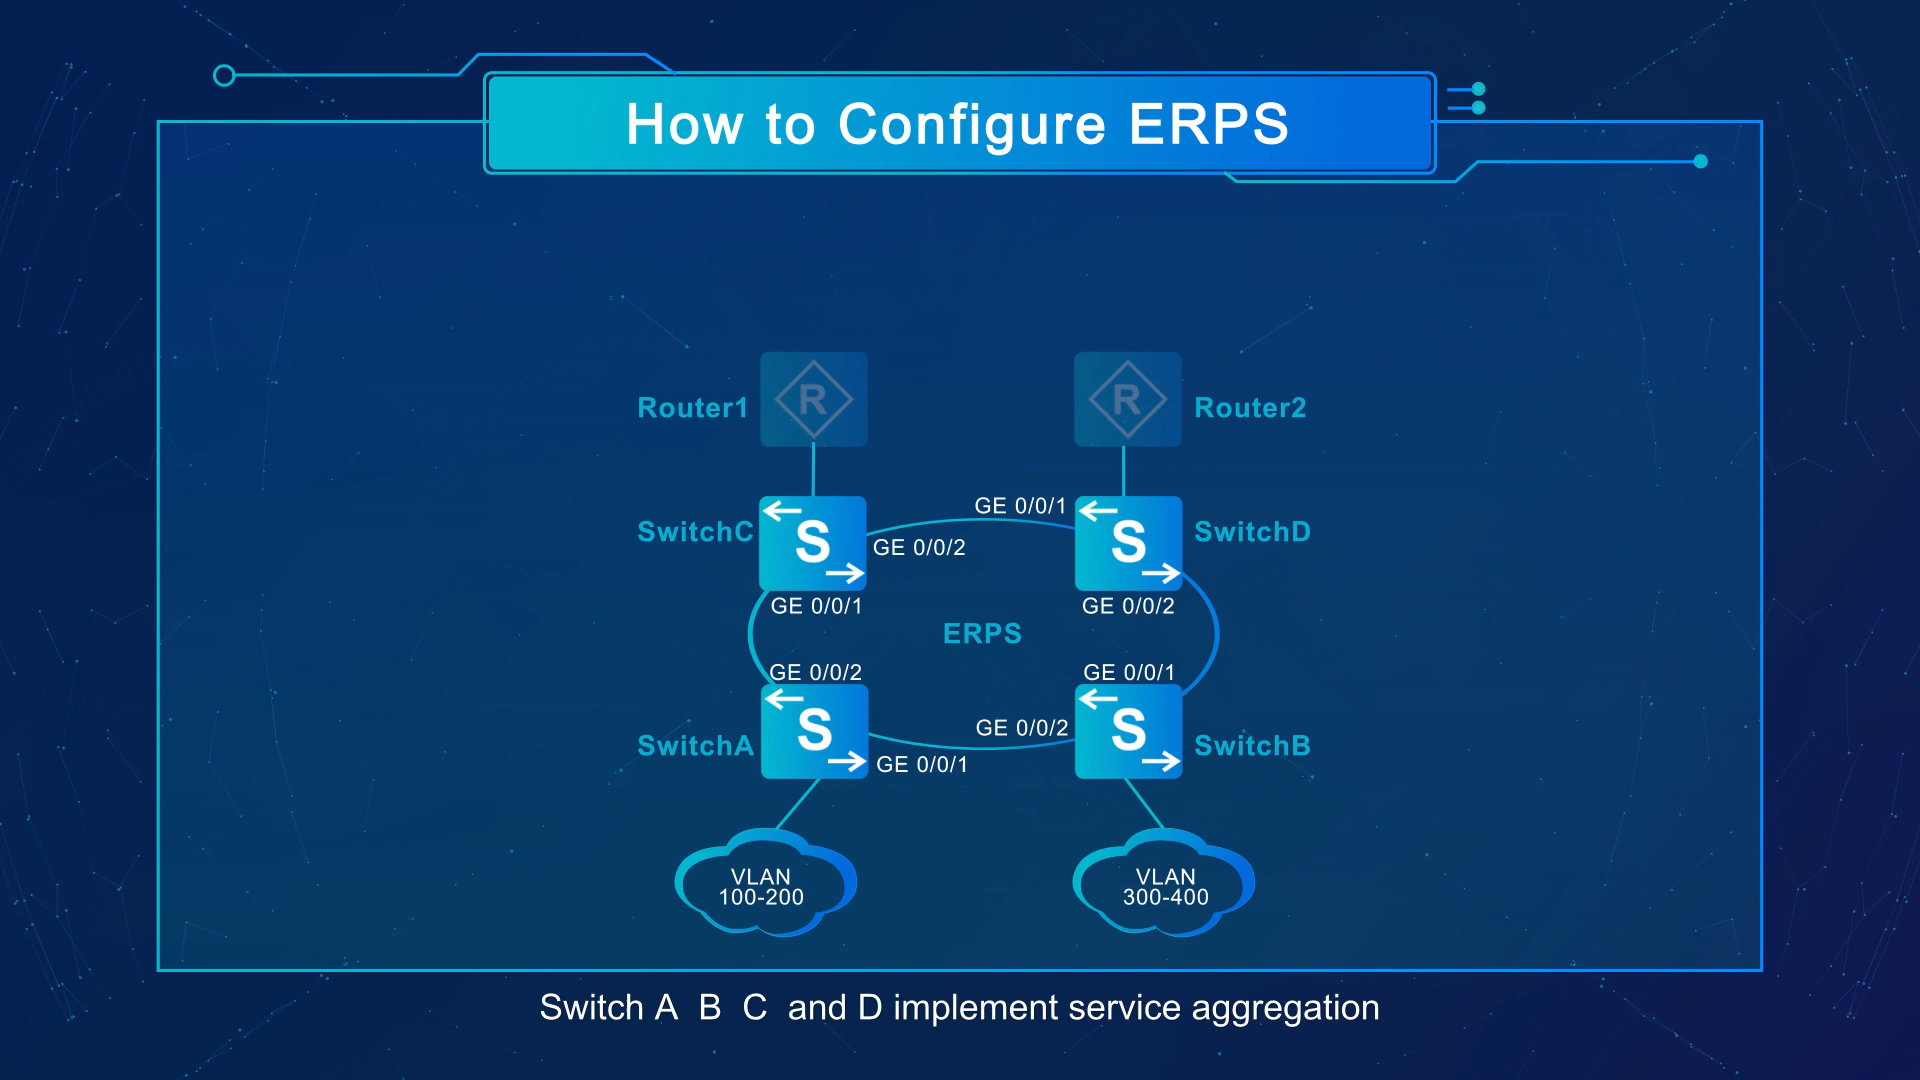 How to Configure ERPS
R
R
Router1
Router2
GE 0/0/1
SwitchC
S
S
SwitchD
GE 0/0/2
GE 0/0/1
GE 0/0/2
ERPS
GE 0/0/2
GE 0/0/1
SwitchA
S
GE 0/0/2
S
SwitchB
GE 0/0/1
VLAN
100-200
VLAN
300-400
Switch A B C and D implement service aggregation